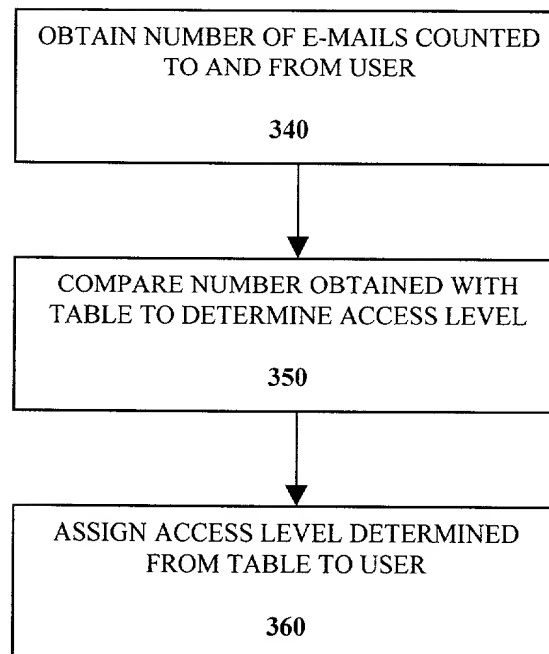 OBTAIN NUMBER OF E-MAILS COUNTED
TO AND FROM USER
340
COMPARE NUMBER OBTAINED WITH
TABLE TO DETERMINE ACCESS LEVEL
350
ASSIGN ACCESS LEVEL DETERMINED
FROM TABLE TO USER
360